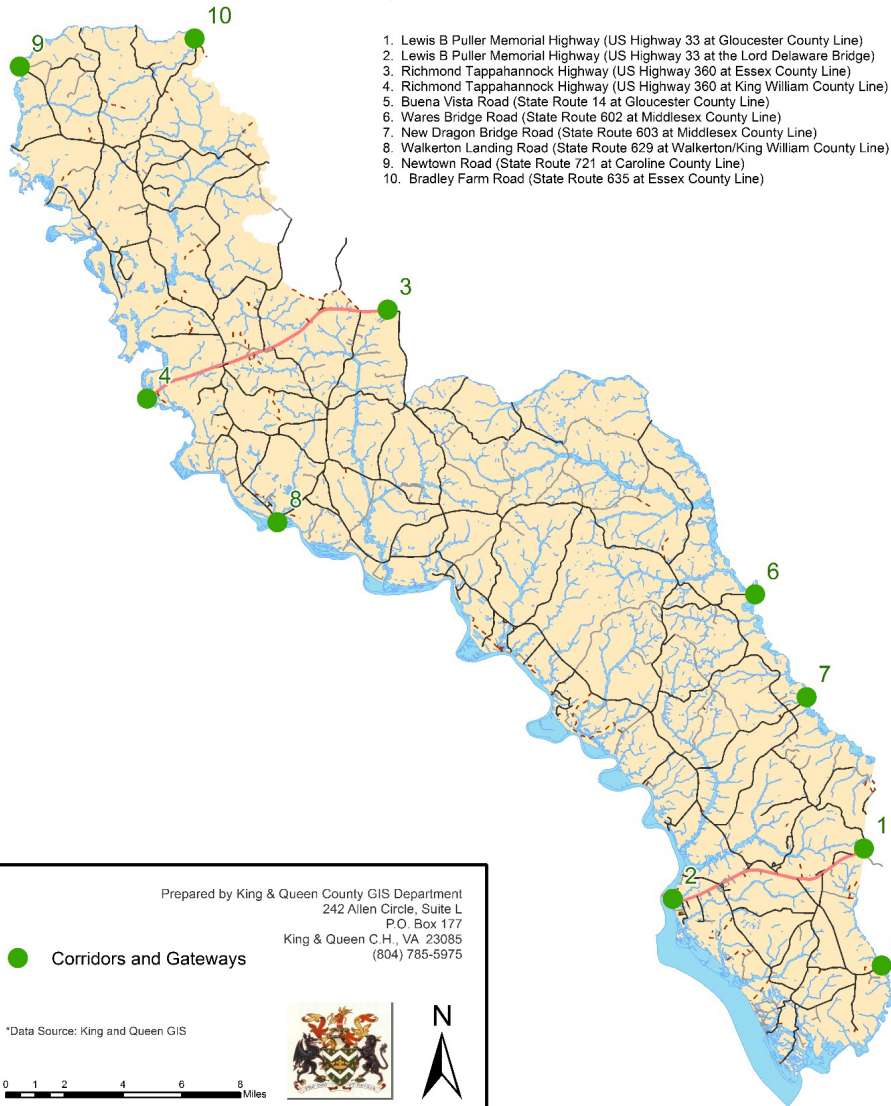 10
9
1. Lewis B Puller Memorial Highway (US Highway 33 at Gloucester County Line)
2. Lewis B Puller Memorial Highway (US Highway 33 at the Lord Delaware Bridge)
3. Richmond Tappahannock Highway (US Highway 360 at Essex County Line)
4. Richmond Tappahannock Highway (US Highway 360 at King William County Line)
5. Buena Vista Road (State Route 14 at Gloucester County Line)
6. Wares Bridge Road (State Route 602 at Middlesex County Line)
7. New Dragon Bridge Road (State Route 603 at Middlesex County Line)
8. Walkerton Landing Road (State Route 629 at Walkerton/King William County Line)
9. Newtown Road (State Route 721 at Caroline County Line)
10. Bradley Farm Road (State Route 635 at Essex County Line)
3
4
8
6
7
1
2
Prepared by King & Queen County GIS Department
242 Allen Circle, Suite L
P.O. Box 177
King & Queen C.H., VA 23085
(804) 785-5975
Corridors and Gateways
*Data Source: King and Queen GIS
N
0 1 2 4 6 8 Miles